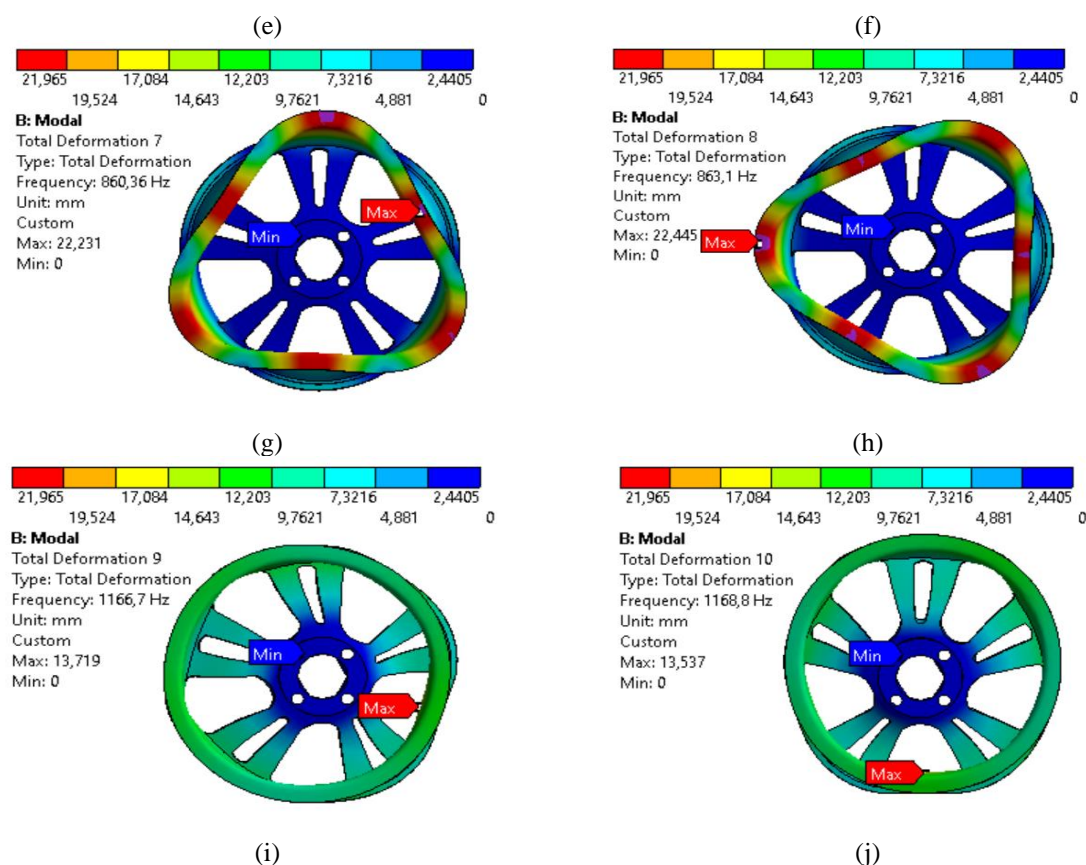 (e)
(f)
21,965 17,084 12,203 7,3216 2,4405
19,524 14,643 9,7621 4,881 0
B: Modal
Total Deformation 7
Type: Total Deformation
Frequency: 860,36 Hz
Unit: mm
Custom
Max: 22,231
Min: 0
Max
Min
21,965 17,084 12,203 7,3216 2,4405
19,524 14,643 9,7621 4,881 0
B: Modal
Total Deformation 8
Type: Total Deformation
Frequency: 863,1 Hz
Unit: mm
Custom
Max: 22,445
Min: 0
Min
Max
(g)
(h)
21,965 17,084 12,203 7,3216 2,4405
19,524 14,643 9,7621 4,881 0
B: Modal
Total Deformation 9
Type: Total Deformation
Frequency: 1166,7 Hz
Unit: mm
Custom
Max: 13,719
Min: 0
Min
Max
21,965 17,084 12,203 7,3216 2,4405
19,524 14,643 9,7621 4,881 0
B: Modal
Total Deformation 10
Type: Total Deformation
Frequency: 1168,8 Hz
Unit: mm
Custom
Max: 13,537
Min: 0
Min
Max
(i)
(j)